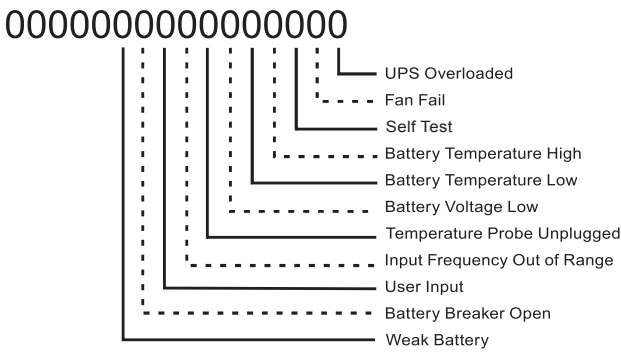 0000000000000000
UPS Overloaded
Fan Fail
Self Test
Battery Temperature High
Battery Temperature Low
Battery Voltage Low
Temperature Probe Unplugged
Input Frequency Out of Range
User Input
Battery Breaker Open
Weak Battery